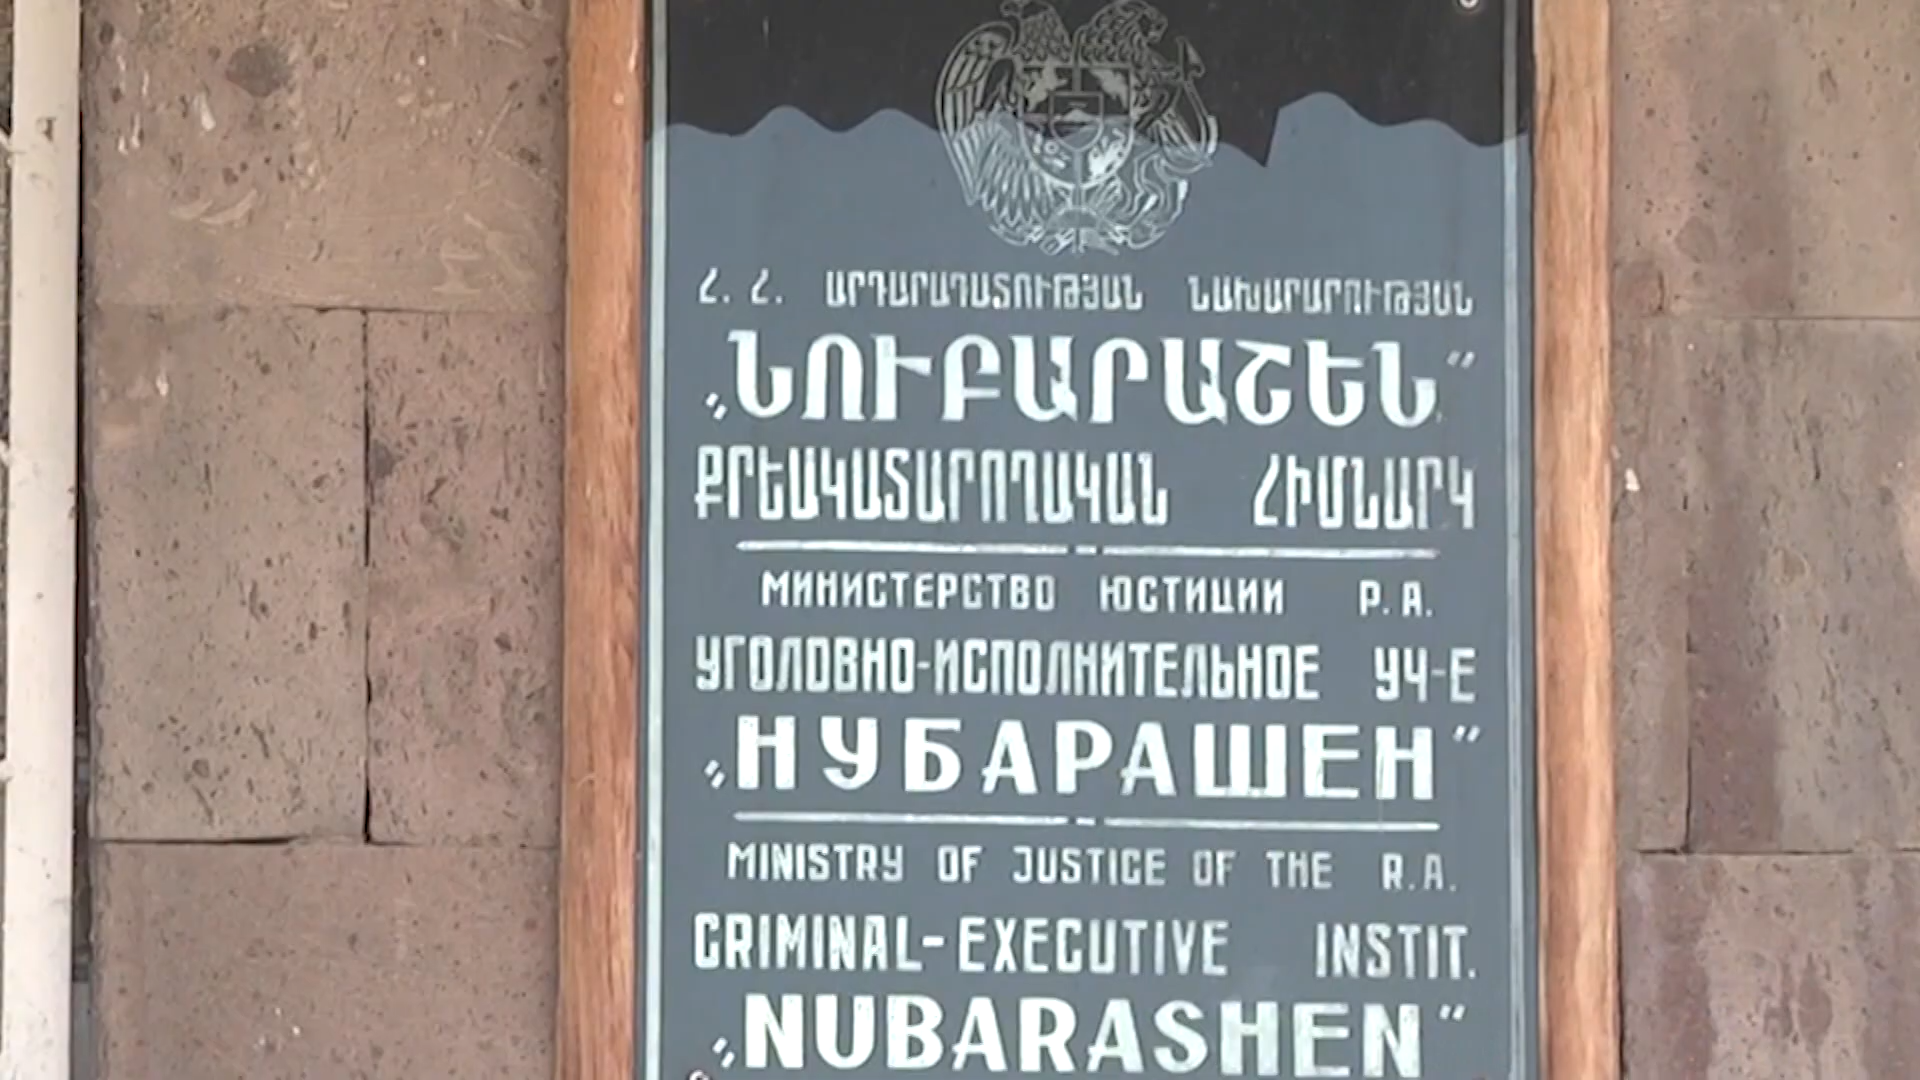 Հ. Հ. ԱՐԴԱՐԱԴԱՏՈՒԹՅԱՆ ՆԱԽԱՐԱՐՈՒԹՅԱՆ
„ՆՈՒԲԱՐԱՇԵՆ“
ՔՐԵԱԿԱՏԱՐՈՂԱԿԱՆ ՀԻՄՆԱՐԿ
МИНИСТЕРСТВО ЮСТИЦИИ Р.А.
УГОЛОВНО-ИСПОЛНИТЕЛЬНОЕ УЧ-Е
„НУБАРАШЕН”
MINISTRY OF JUSTICE OF THE R.A.
CRIMINAL-EXECUTIVE INSTIT.
„NUBARASHEN”